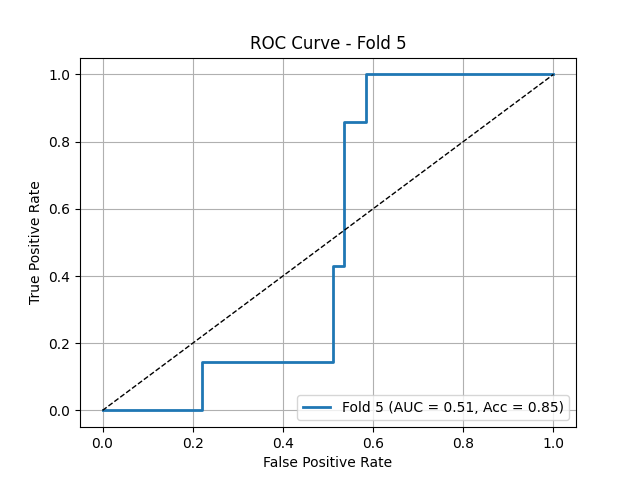 ROC Curve - Fold 5
True Positive Rate
1.0
0.8
0.6
0.4
0.2
0.0
Fold 5 (AUC = 0.51, Acc = 0.85)
0.0 0.2 0.4 0.6 0.8 1.0
False Positive Rate